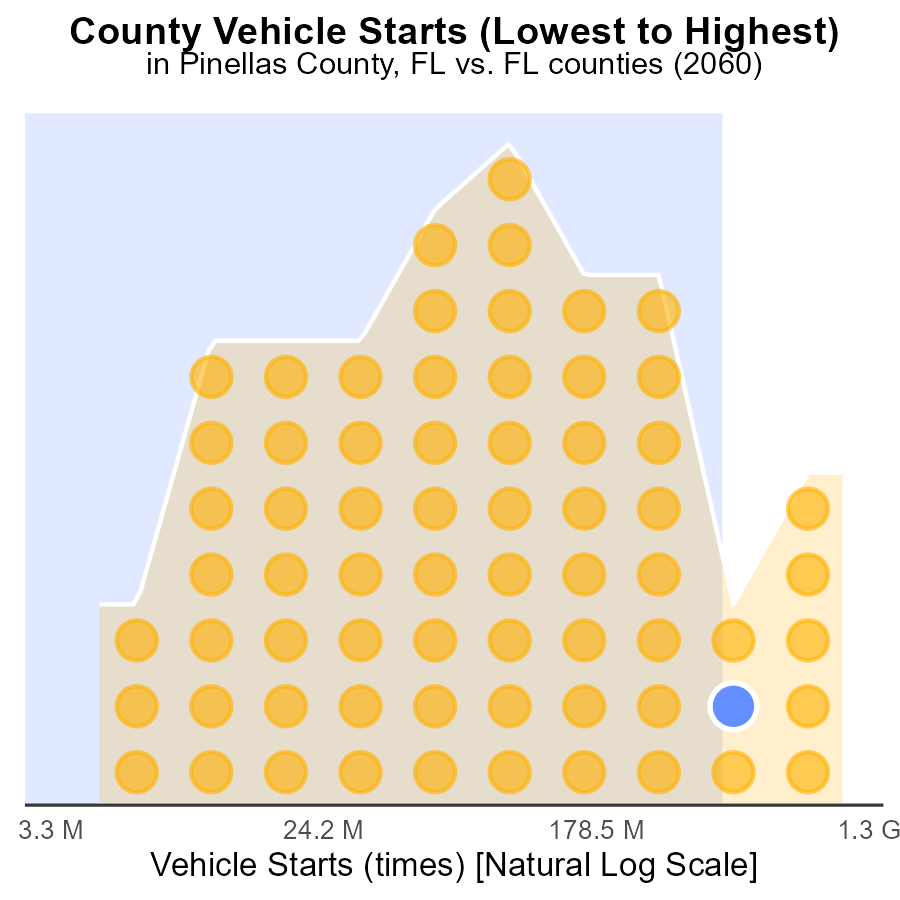 County Vehicle Starts (Lowest to Highest)
in Pinellas County, FL vs. FL counties (2060)
3.3 M 24.2 M 178.5 M 1.3 G
Vehicle Starts (times) [Natural Log Scale]